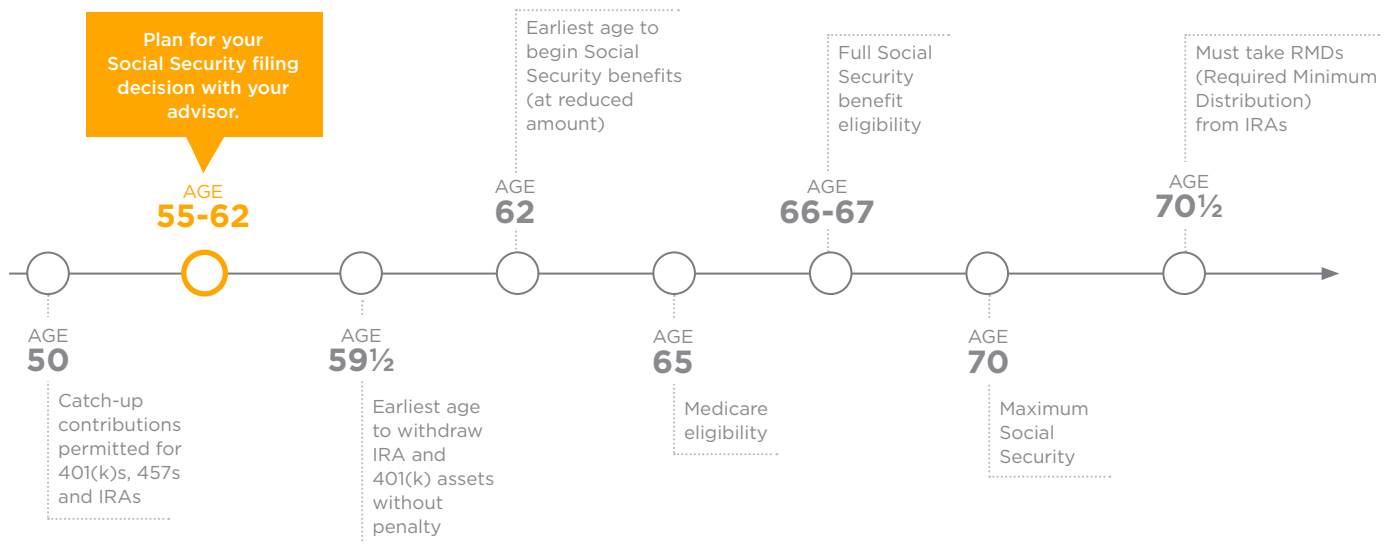 Plan for your
Social Security filing
decision with your
advisor.
AGE
55-62
Earliest age to
begin Social
Security benefits
(at reduced
amount)
AGE
62
Full Social
Security
benefit
eligibility
AGE
66-67
Must take RMDs
(Required Minimum
Distribution)
from IRAs
AGE
70½
AGE
50
Catch-up
contributions
permitted for
401(k)s, 457s
and IRAs
AGE
59½
Earliest age
to withdraw
IRA and
401(k) assets
without
penalty
AGE
65
Medicare
eligibility
AGE
70
Maximum
Social
Security